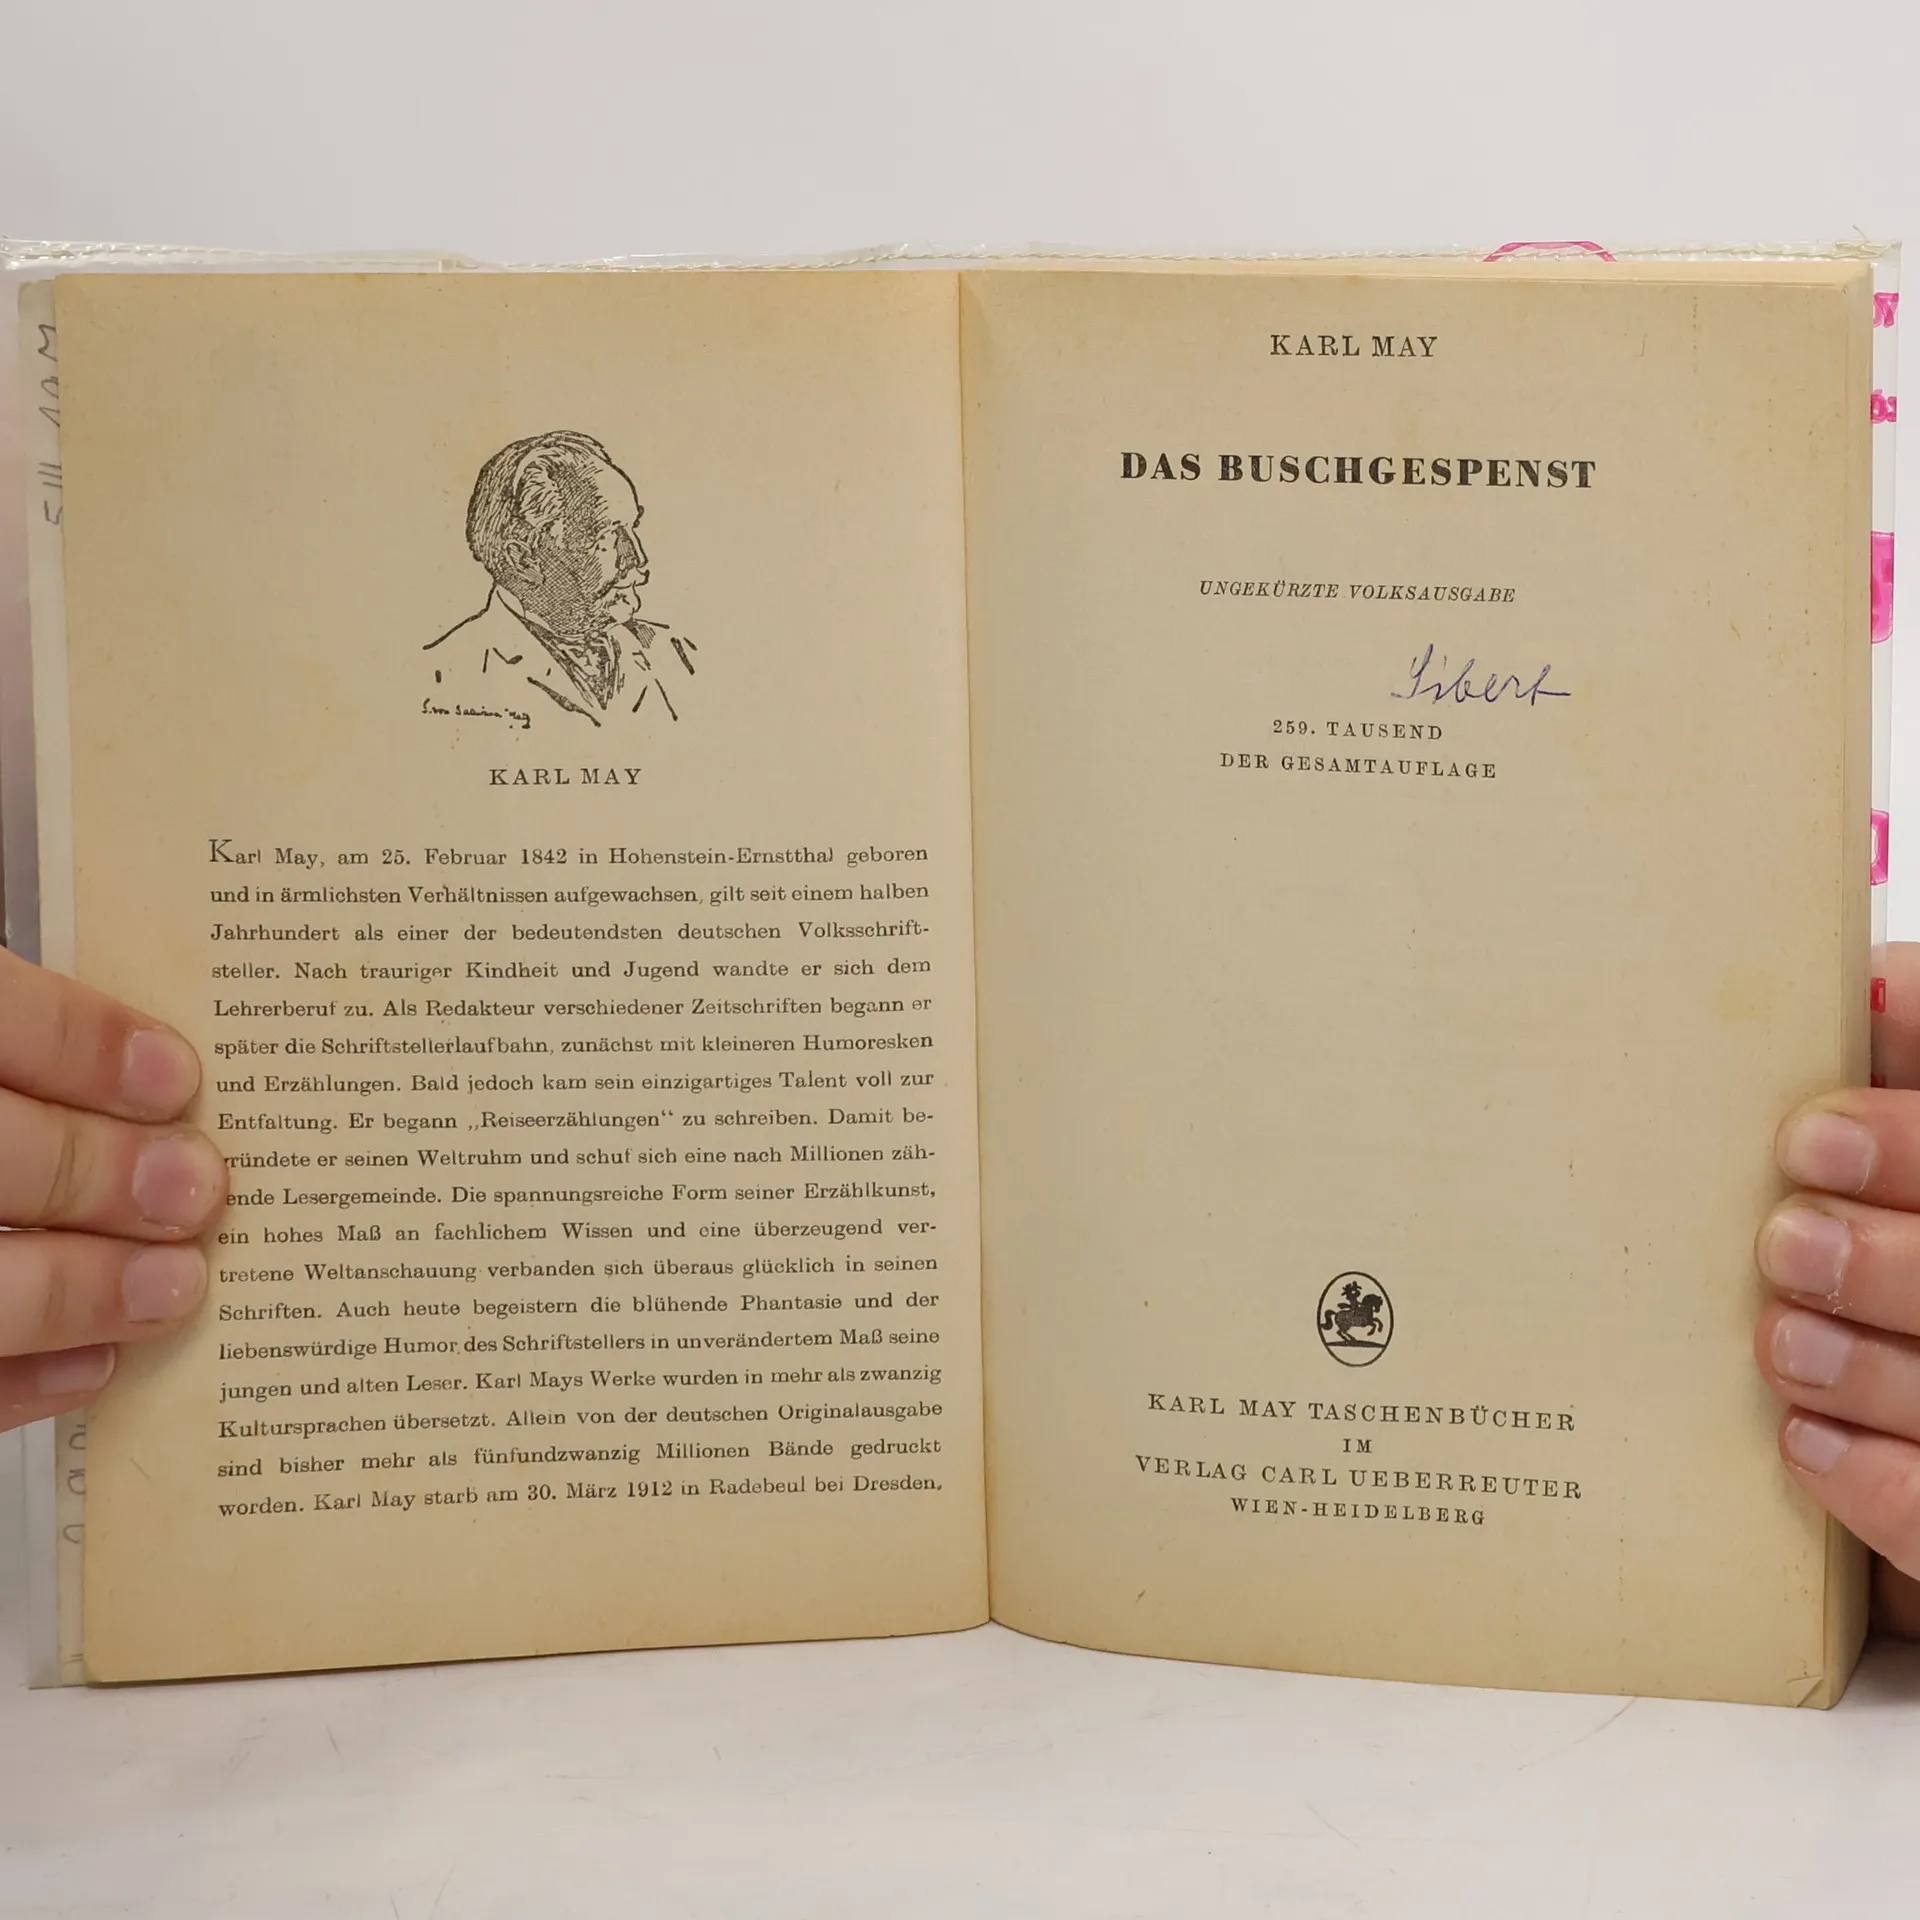 KARL MAY
Karl May, am 25. Februar 1842 in Hohenstein-Ernstthal geboren
und in ärmlichsten Verhältnissen aufgewachsen, gilt seit einem halben
Jahrhundert als einer der bedeutendsten deutschen Volksschrift-
steller. Nach trauriger Kindheit und Jugend wandte er sich dem
Lehrerberuf zu. Als Redakteur verschiedener Zeitschriften begann er
später die Schriftstellerlaufbahn, zunächst mit kleineren Humoresken
und Erzählungen. Bald jedoch kam sein einzigartiges Talent voll zur
Entfaltung. Er begann „Reiseerzählungen“ zu schreiben. Damit be-
gründete er seinen Weltruhm und schuf sich eine nach Millionen zäh-
ende Lesergemeinde. Die spannungsreiche Form seiner Erzählkunst,
ein hohes Maß an fachlichem Wissen und eine überzeugend ver-
tretene Weltanschauung verbanden sich überaus glücklich in seinen
Schriften. Auch heute begeistern die blühende Phantasie und der
liebenswürdige Humor des Schriftstellers in unverändertem Maß seine
jungen und alten Leser. Karl Mays Werke wurden in mehr als zwanzig
Kultursprachen übersetzt. Allein von der deutschen Originalausgabe
sind bisher mehr als fünfundzwanzig Millionen Bände gedruckt
worden. Karl May starb am 30. März 1912 in Radebeul bei Dresden.
KARL MAY
DAS BUSCHGESPENST
UNGEKÜRZTE VOLKSAUSGABE
Sibert
259. TAUSEND
DER GESAMTAUFLAGE
KARL MAY TASCHENBÜCHER
IM
VERLAG CARL UEBERREUTER
WIEN-HEIDELBERG